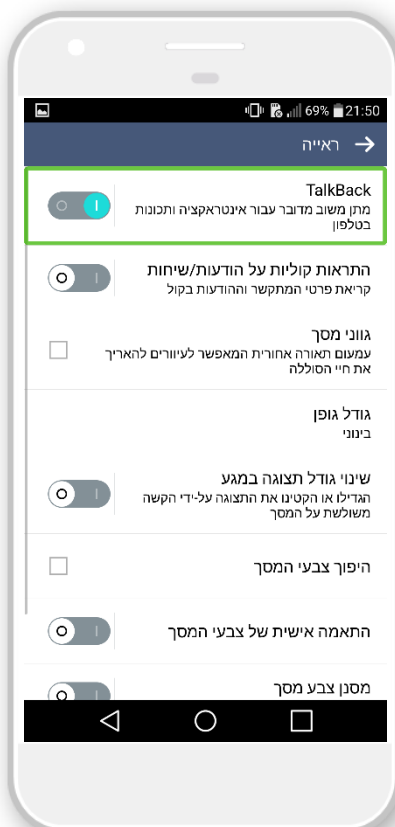 69% 21:50
ראייה
TalkBack
מתן משוב מדובר עבור אינטראקציה ותכונות
בטלפון
התראות קוליות על הודעות/שיחות
קריאת פרטי המתקשר וההודעות בקול
גווני מסך
עמעום תאורה אחורית המאפשר לעיוורים להאריך
את חיי הסוללה
גודל גופן
בינוני
שינוי גודל תצוגה במגע
הגדילו או הקטינו את התצוגה על-ידי הקשה
משולשת על המסך
היפוך צבעי המסך
התאמה אישית של צבעי המסך
מסנן צבע מסך